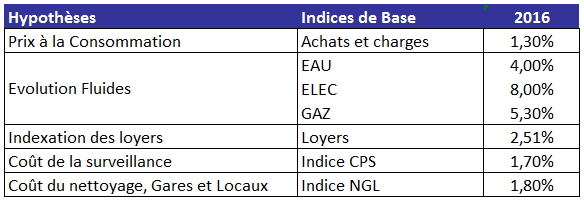 Hypothèses Indices de Base 2016
Prix à la Consommation Achats et charges 1,30%
EAU 4,00%
Evolution Fluides ELEC 8,00%
GAZ 5,30%
Indexation des loyers Loyers 2,51%
Coût de la surveillance Indice CPS 1,70%
Coût du nettoyage, Gares et Locaux Indice NGL 1,80%